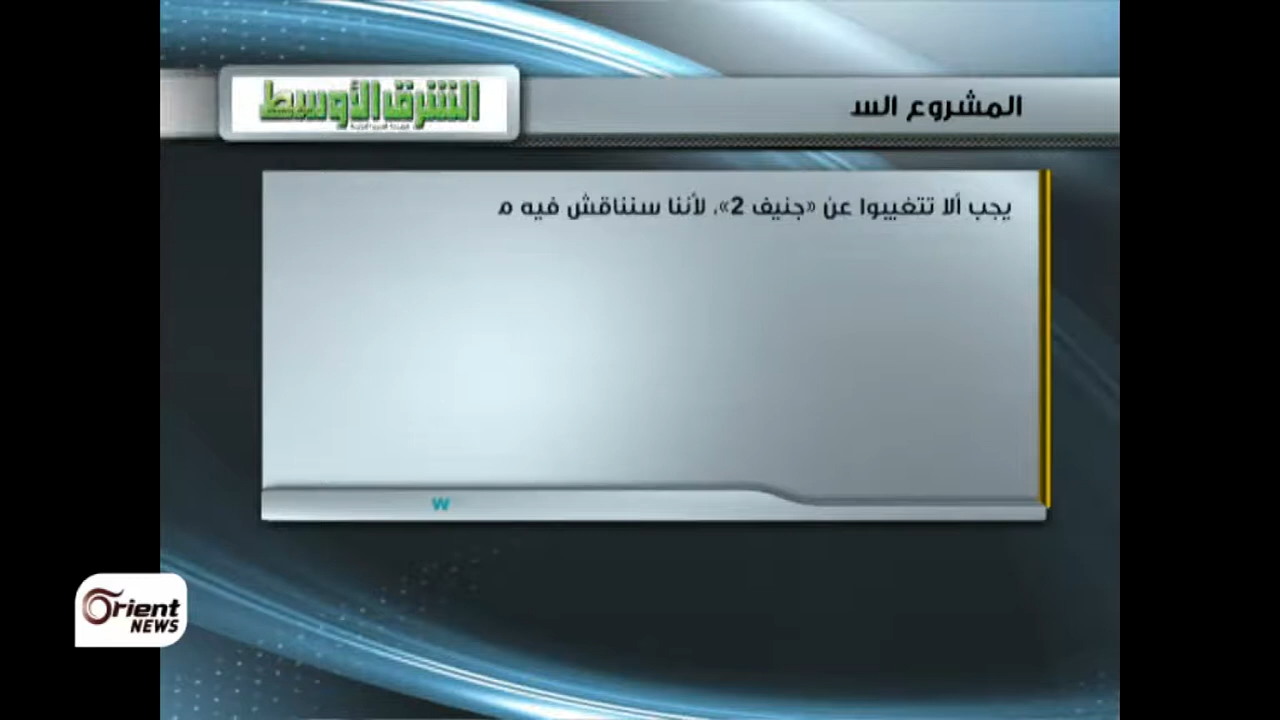 المشروع الس
الشرق الأوسط
يجب ألا تتغيبوا عن «جنيف 2»، لأننا سنناقش فيه م
w
Orient
NEWS